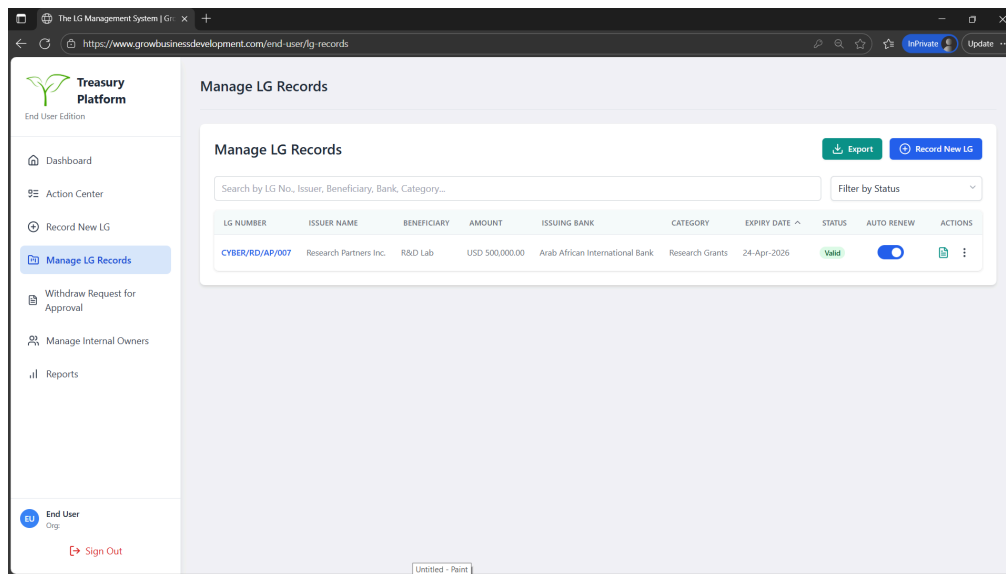 The LG Management System | Gr
https://www.growbusinessdevelopment.com/end-user/lg-records
InPrivate
Update
Treasury
Platform
End User Edition
Dashboard
Action Center
Record New LG
Manage LG Records
Withdraw Request for
Approval
Manage Internal Owners
Reports
EU
End User
Org:
Sign Out
Manage LG Records
Manage LG Records
Export
Record New LG
Search by LG No., Issuer, Beneficiary, Bank, Category...
Filter by Status
LG NUMBER ISSUER NAME BENEFICIARY AMOUNT ISSUING BANK CATEGORY EXPIRY DATE STATUS AUTO RENEW ACTIONS
CYBER/RD/AP/007 Research Partners Inc. R&D Lab USD 500,000.00 Arab African International Bank Research Grants 24-Apr-2026 Valid
Untitled - Paint